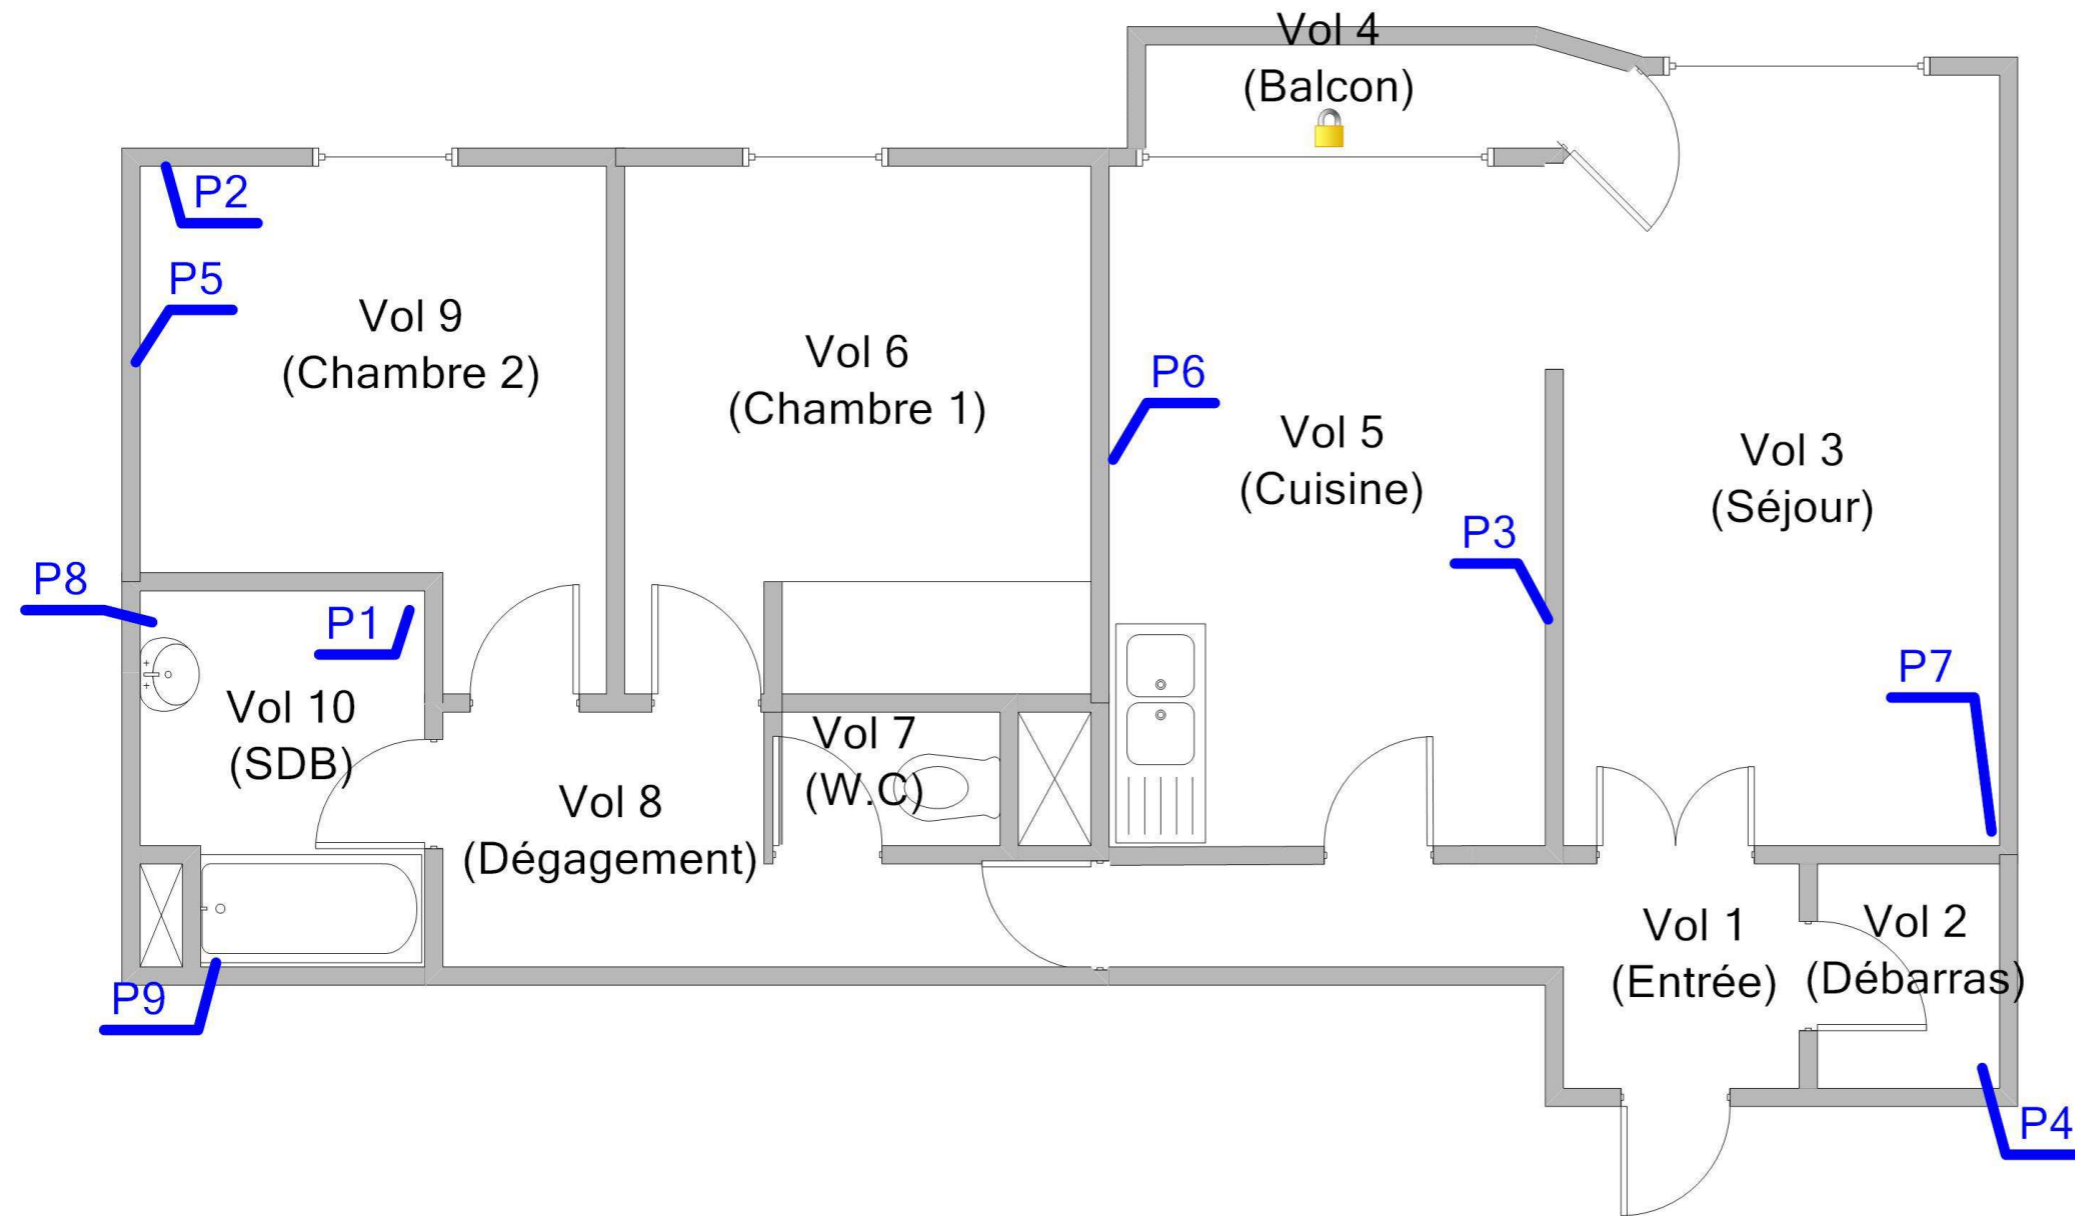 Vol 4
(Balcon)
P2
P5
Vol 9
(Chambre 2)
Vol 6
(Chambre 1)
P6
Vol 5
(Cuisine)
Vol 3
(Séjour)
P3
P8
P1
P7
Vol 10
(SDB)
Vol 7
(W.C)
Vol 8
(Dégagement)
Vol 1
(Entrée)
Vol 2
(Débarras)
P9
P4